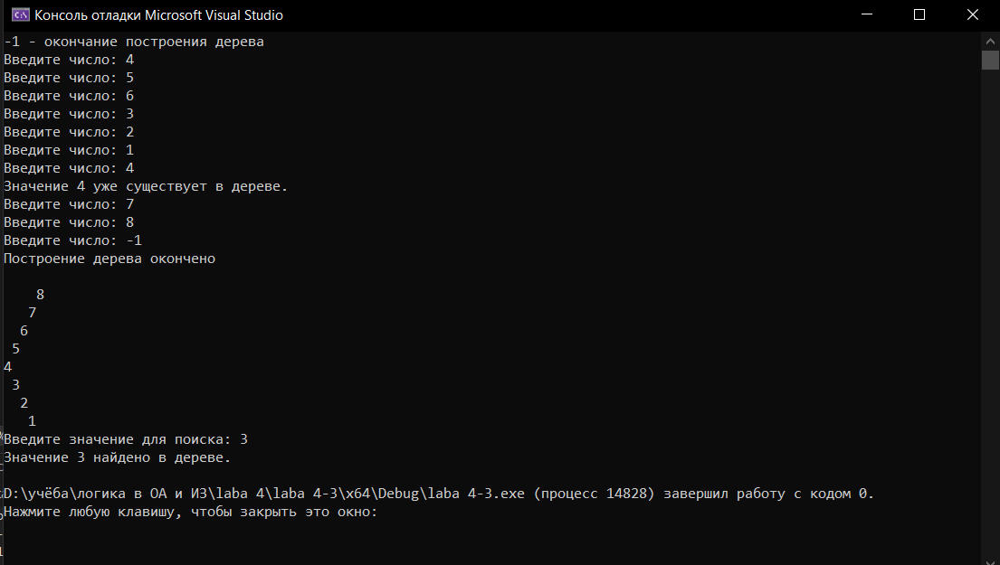 Консоль отладки Microsoft Visual Studio
-1 - окончание построения дерева
Введите число: 4
Введите число: 5
Введите число: 6
Введите число: 3
Введите число: 2
Введите число: 1
Введите число: 4
Значение 4 уже существует в дереве.
Введите число: 7
Введите число: 8
Введите число: -1
Построение дерева окончено
8
7
6
5
4
3
2
1
Введите значение для поиска: 3
Значение 3 найдено в дереве.
D:\учёба\логика в ОА и ИЗ\laba 4\laba 4-3\x64\Debug\laba 4-3.exe (процесс 14828) завершил работу с кодом 0.
Нажмите любую клавишу, чтобы закрыть это окно: